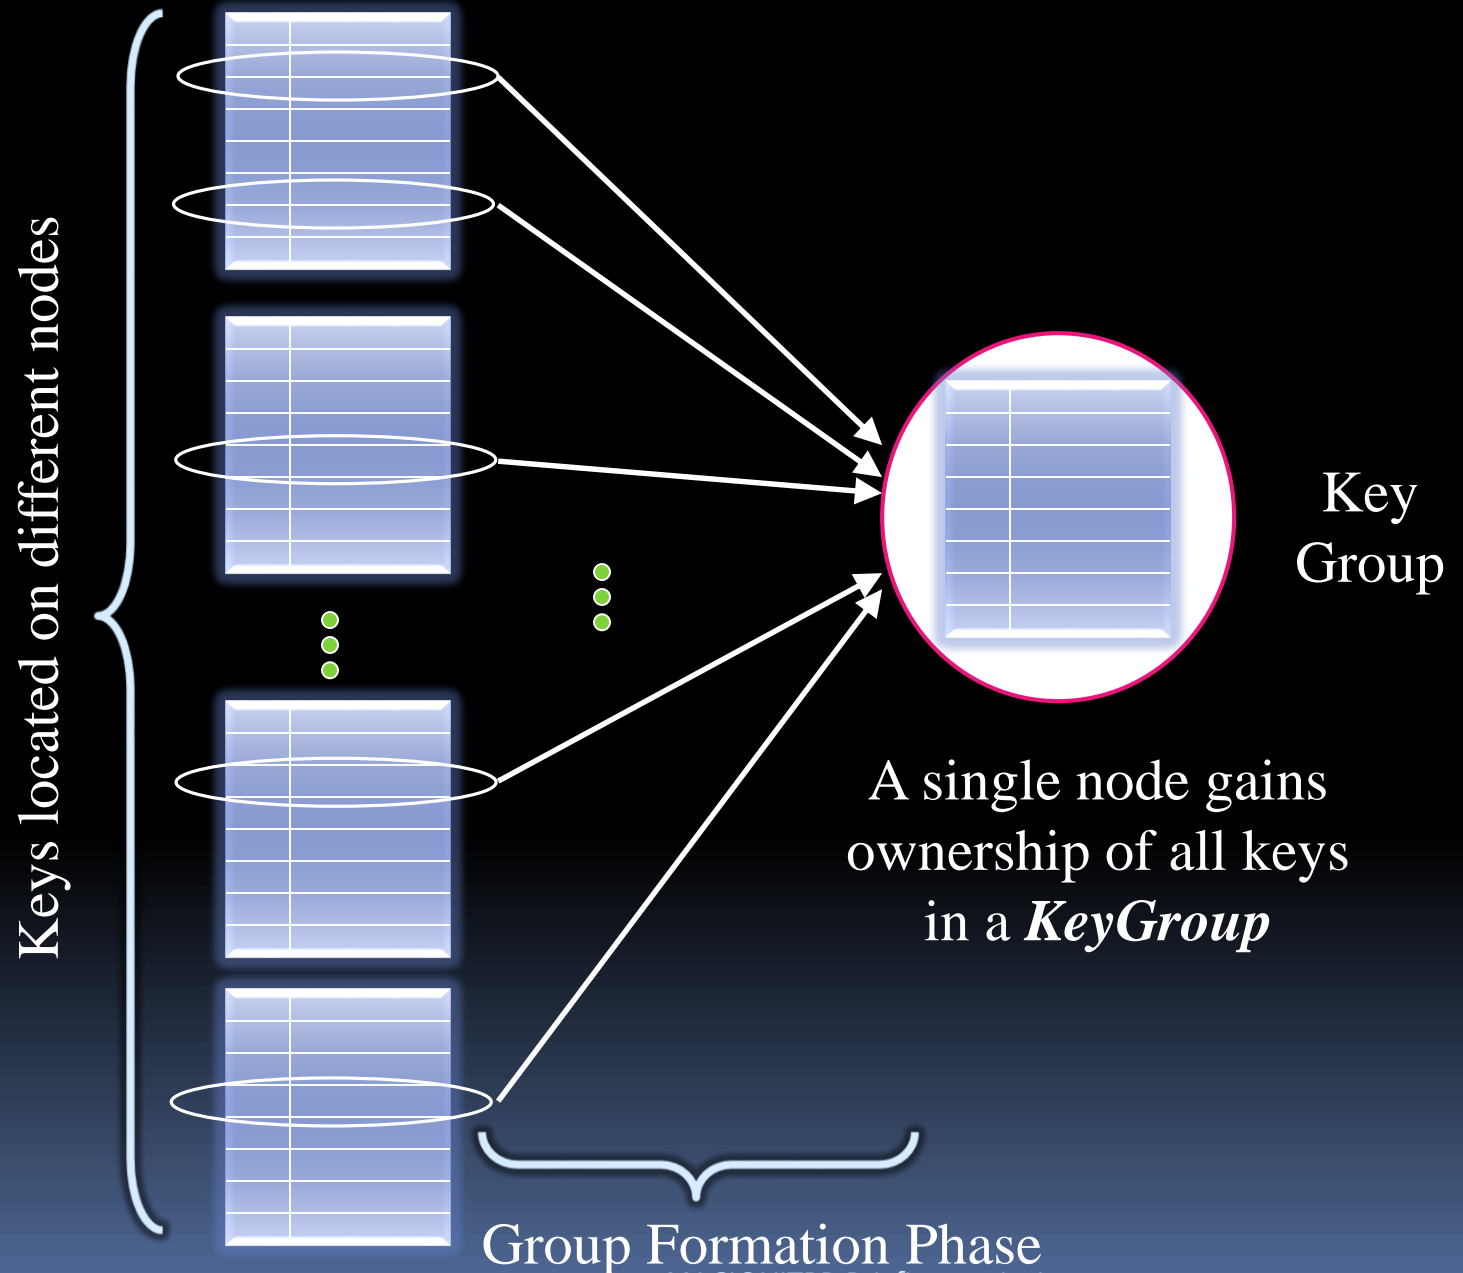 Keys located on different nodes
Key
Group
A single node gains
ownership of all keys
in a KeyGroup
Group Formation Phase